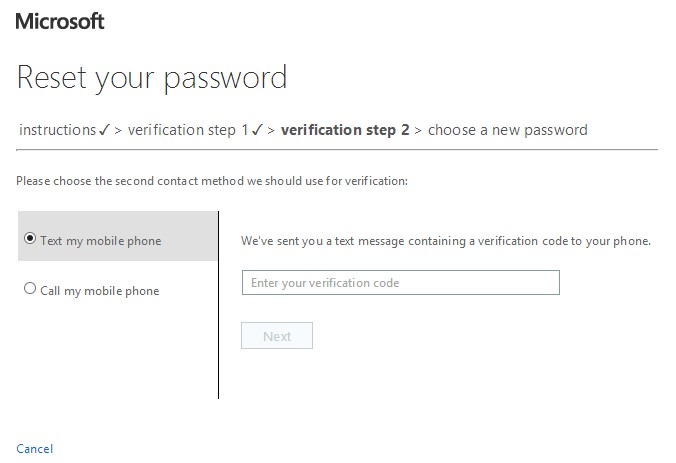 Microsoft
Reset your password
instructions ✓ > verification step 1 ✓ > verification step 2 > choose a new password
Please choose the second contact method we should use for verification:
Text my mobile phone
Call my mobile phone
We've sent you a text message containing a verification code to your phone.
Enter your verification code
Next
Cancel